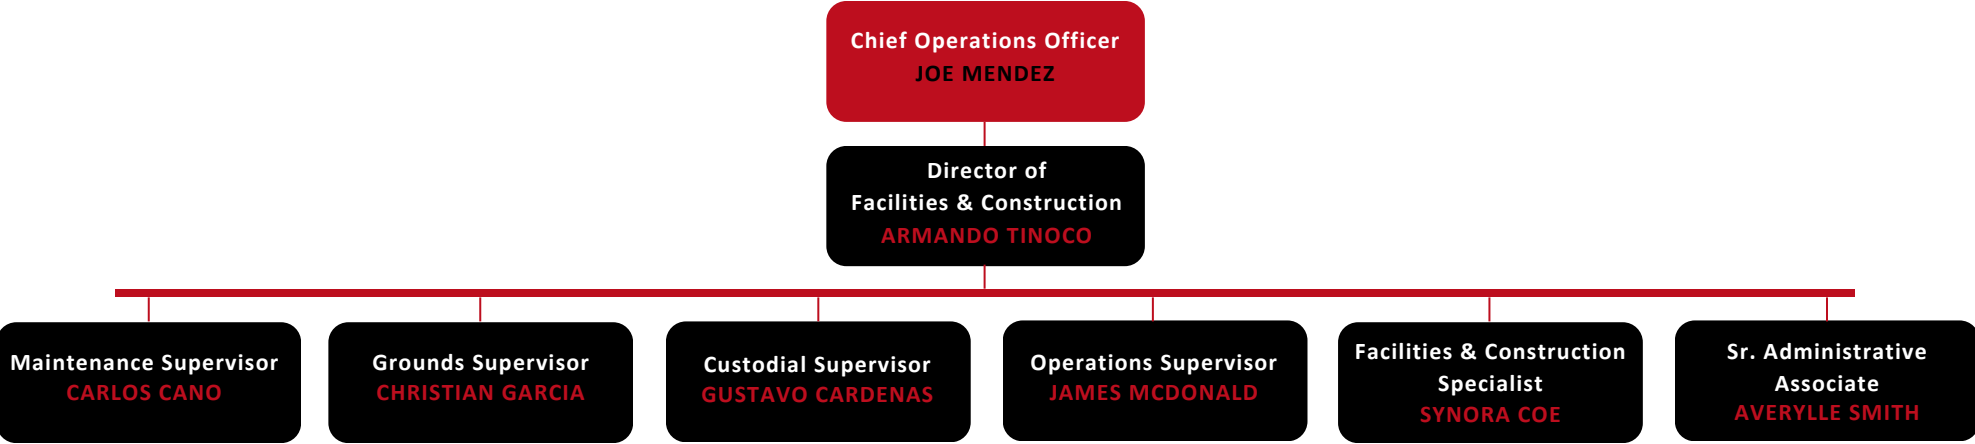 Chief Operations Officer
JOE MENDEZ
Director of
Facilities & Construction
ARMANDO TINOCO
Maintenance Supervisor
CARLOS CANO
Grounds Supervisor
CHRISTIAN GARCIA
Custodial Supervisor
GUSTAVO CARDENAS
Operations Supervisor
JAMES MCDONALD
Facilities & Construction
Specialist
SYNORA COE
Sr. Administrative
Associate
AVERYLLE SMITH